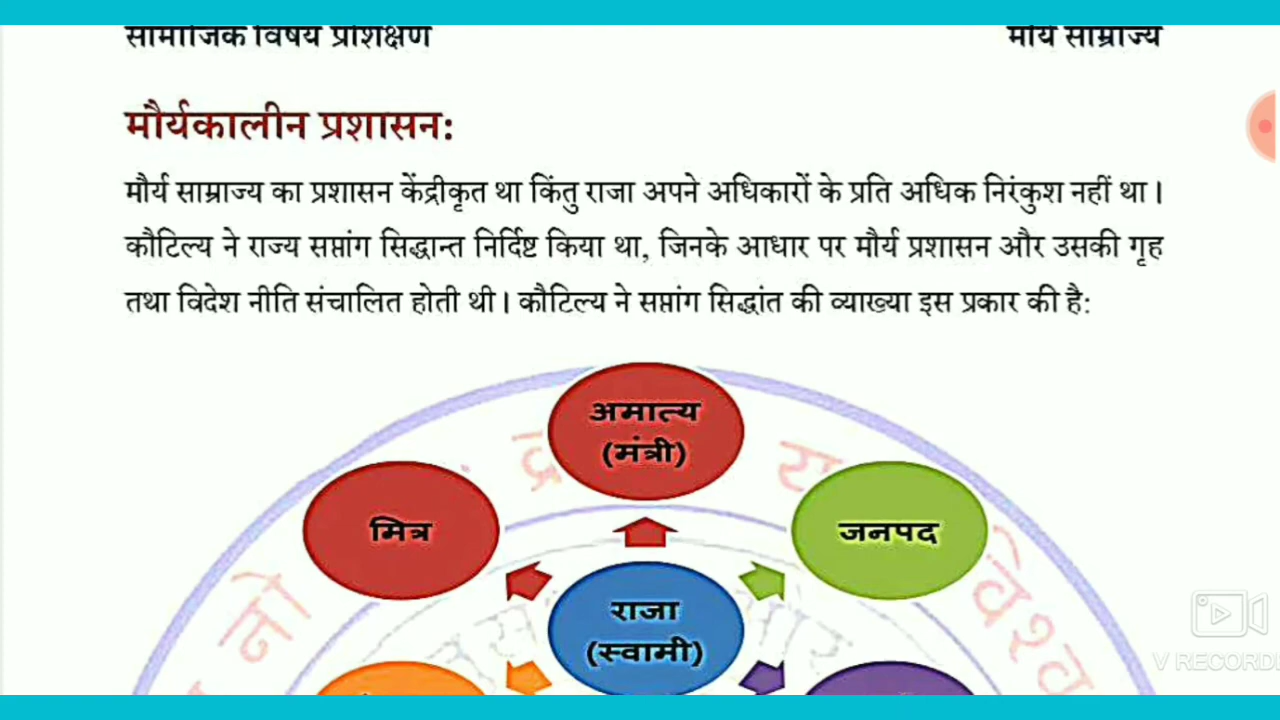 सामाजिक विषय प्रशिक्षण
मौर्य साम्राज्य
मौर्यकालीन प्रशासन:
मौर्य साम्राज्य का प्रशासन केंद्रीकृत था किंतु राजा अपने अधिकारों के प्रति अधिक निरंकुश नहीं था।
कौटिल्य ने राज्य सप्तांग सिद्धान्त निर्दिष्ट किया था, जिनके आधार पर मौर्य प्रशासन और उसकी गृह
तथा विदेश नीति संचालित होती थी। कौटिल्य ने सप्तांग सिद्धांत की व्याख्या इस प्रकार की है:
अमात्य
(मंत्री)
मित्र
जनपद
राजा
(स्वामी)
नो
विश्व
V RECORD